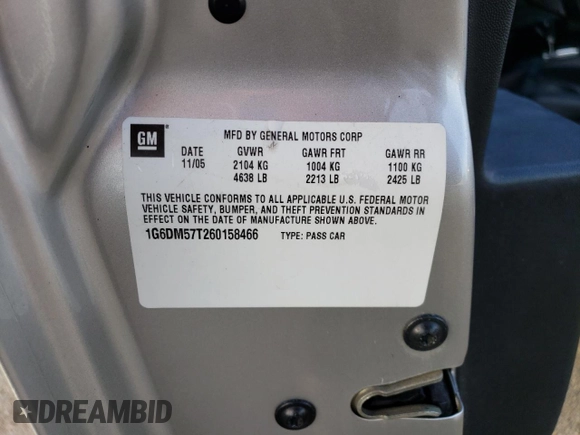 GM
MFD BY GENERAL MOTORS CORP
DATE GVWR GAWR FRT GAWR RR
11/05 2104 KG 1004 KG 1100 KG
4638 LB 2213 LB 2425 LB
THIS VEHICLE CONFORMS TO ALL APPLICABLE U.S. FEDERAL MOTOR
VEHICLE SAFETY, BUMPER, AND THEFT PREVENTION STANDARDS IN
EFFECT ON THE DATE OF MANUFACTURE SHOWN ABOVE.
1G6DM57T260158466 TYPE: PASS CAR
DREAMBID